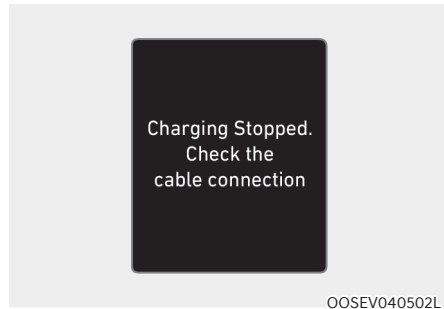 Charging Stopped.
Check the
cable connection
OOSEV040502L